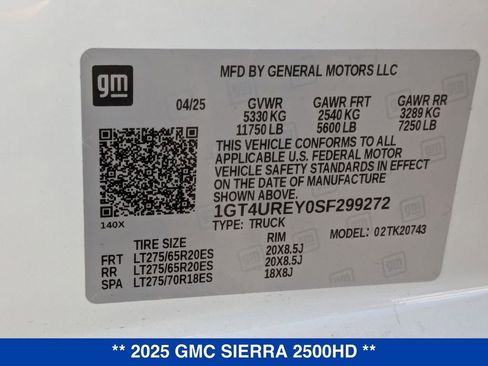 gm
MFD BY GENERAL MOTORS LLC
04/25 GVWR GAWR FRT GAWR RR
5330 KG 2540 KG 3289 KG
11750 LB 5600 LB 7250 LB
THIS VEHICLE CONFORMS TO ALL
APPLICABLE U.S. FEDERAL MOTOR
VEHICLE SAFETY STANDARDS IN EFFECT
ON THE DATE OF MANUFACTURE
SHOWN ABOVE.
1GT4UREY0SF299272
140X TYPE: TRUCK MODEL: 02TK20743
TIRE SIZE RIM
FRT LT275/65R20ES 20X8.5J
RR LT275/65R20ES 20X8.5J
SPA LT275/70R18ES 18X8J
** 2025 GMC SIERRA 2500HD **